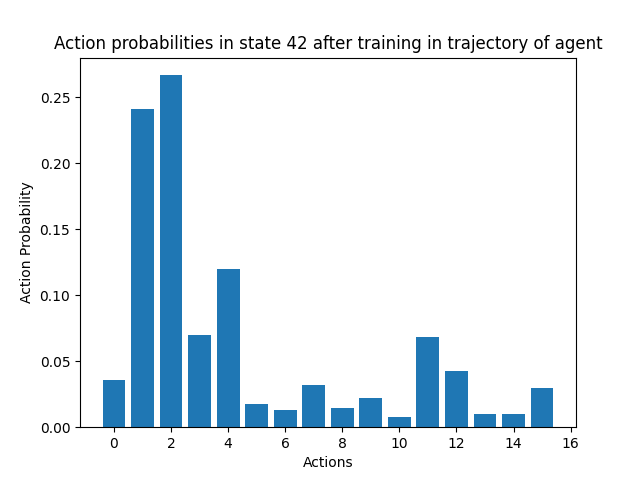 Action probabilities in state 42 after training in trajectory of agent
0.25
0.20
0.15
0.10
0.05
0.00
Action Probability
0 2 4 6 8 10 12 14 16
Actions